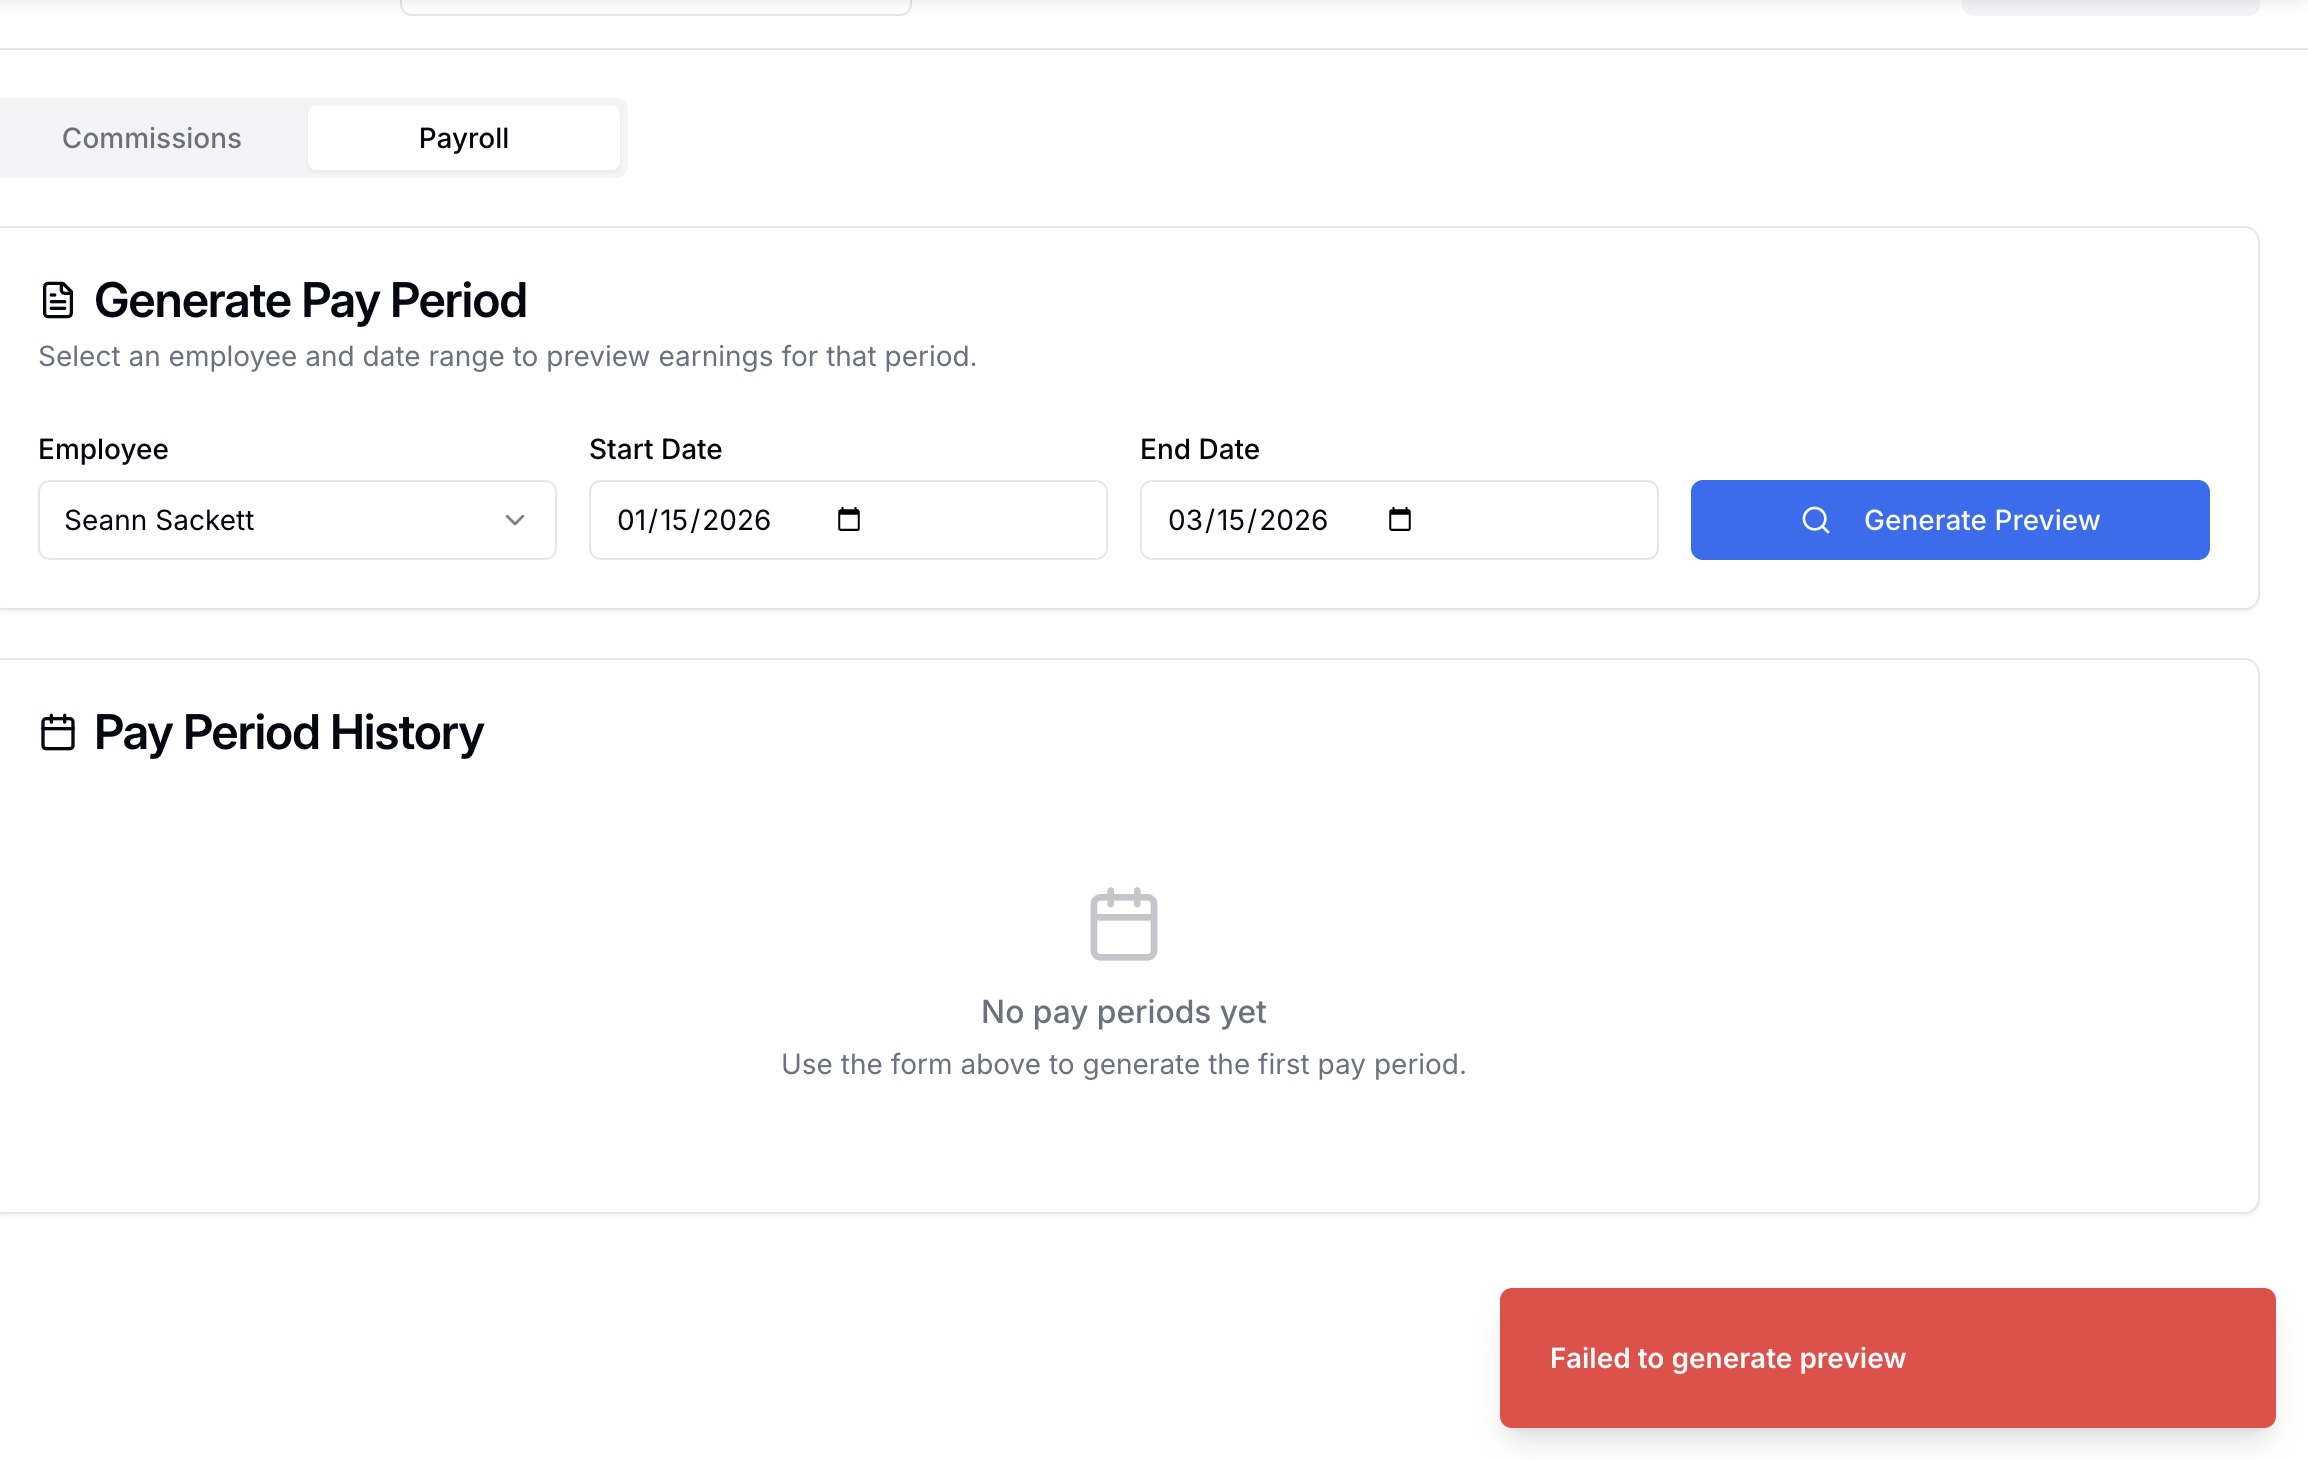 Commissions
Payroll
Generate Pay Period
Select an employee and date range to preview earnings for that period.
Employee
Start Date
End Date
Seann Sackett
01/15/2026
03/15/2026
Generate Preview
Pay Period History
No pay periods yet
Use the form above to generate the first pay period.
Failed to generate preview